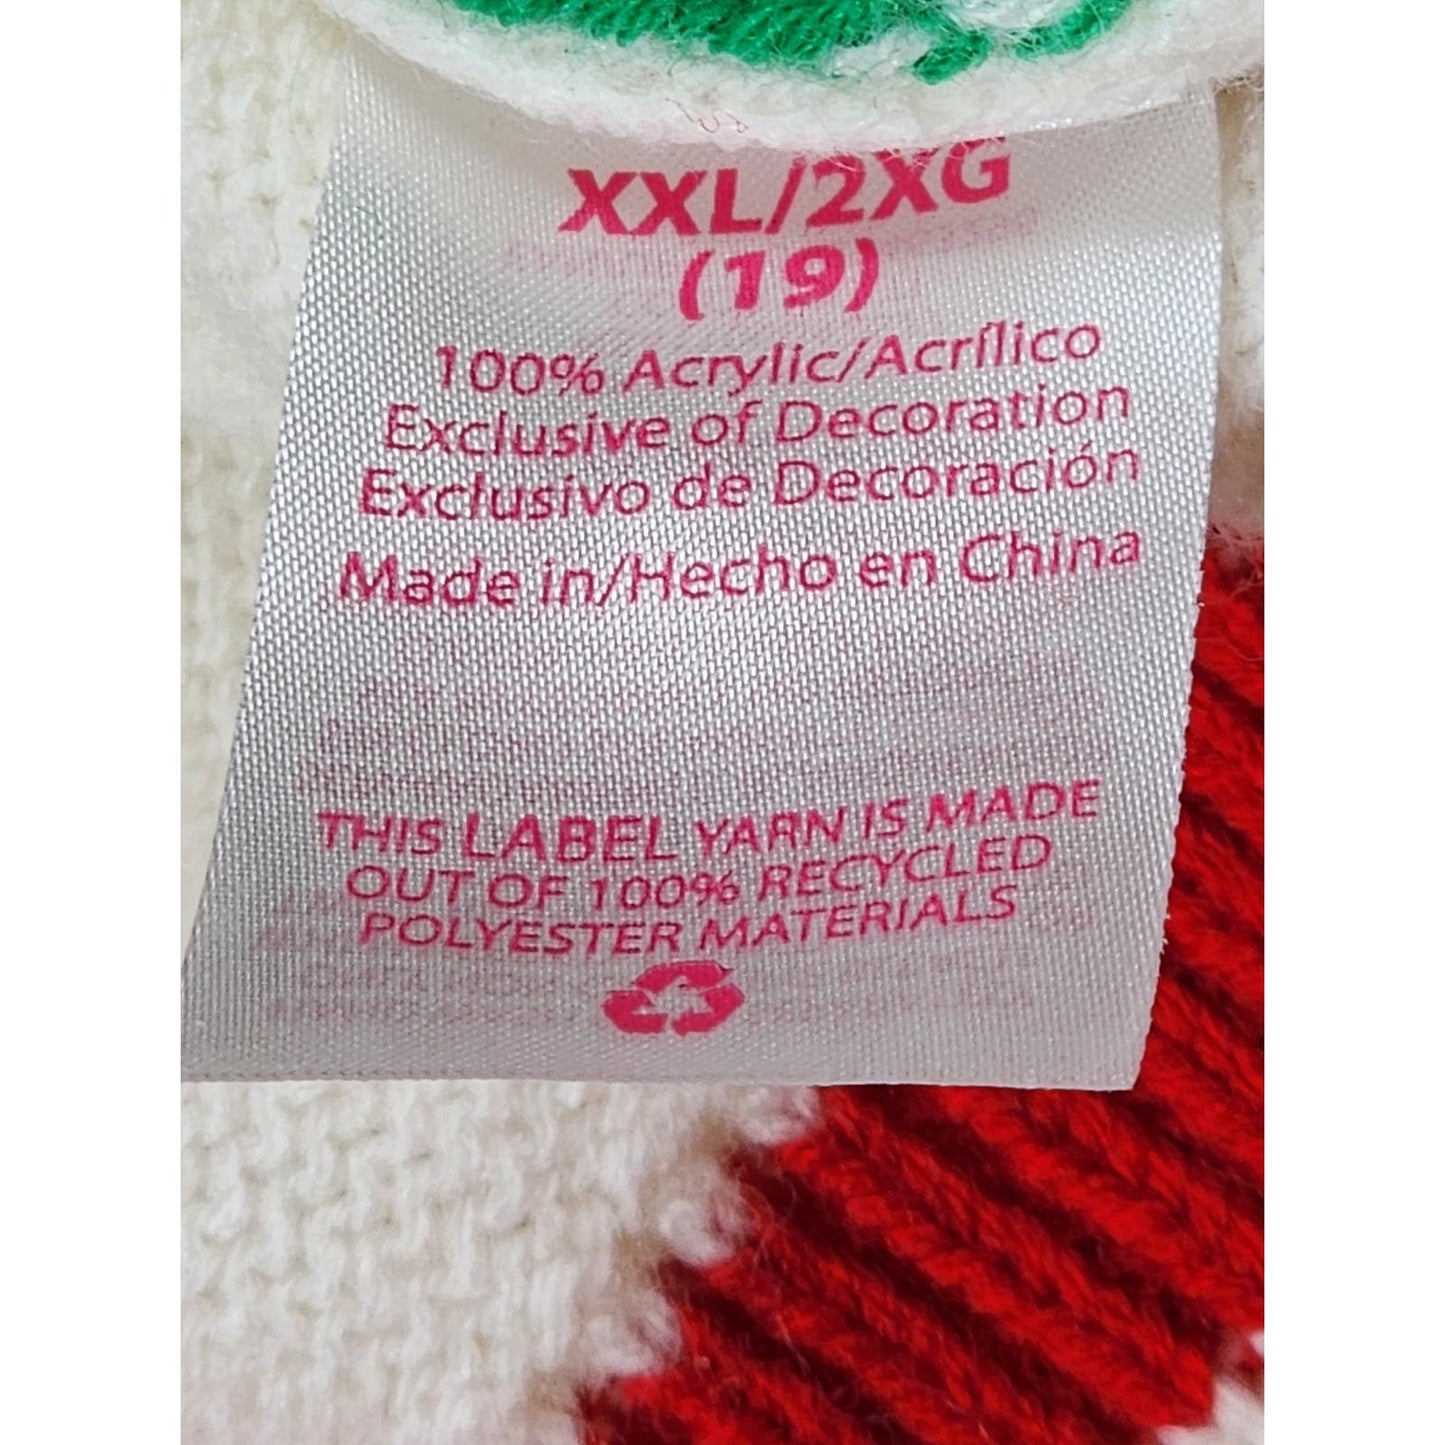 XXL/2XG
(19)
100% Acrylic/Acrílico
Exclusive of Decoration
Exclusivo de Decoración
Made in/Hecho en China
THIS LABEL YARN IS MADE
OUT OF 100% RECYCLED
POLYESTER MATERIALS